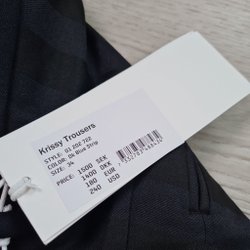 Krissy Trousers
STYLE: 03 202 722
COLOR: Dk Blue Strip
SIZE: 34
PRICE: 1500 SEK
1400 DKK
180 EUR
240 USD